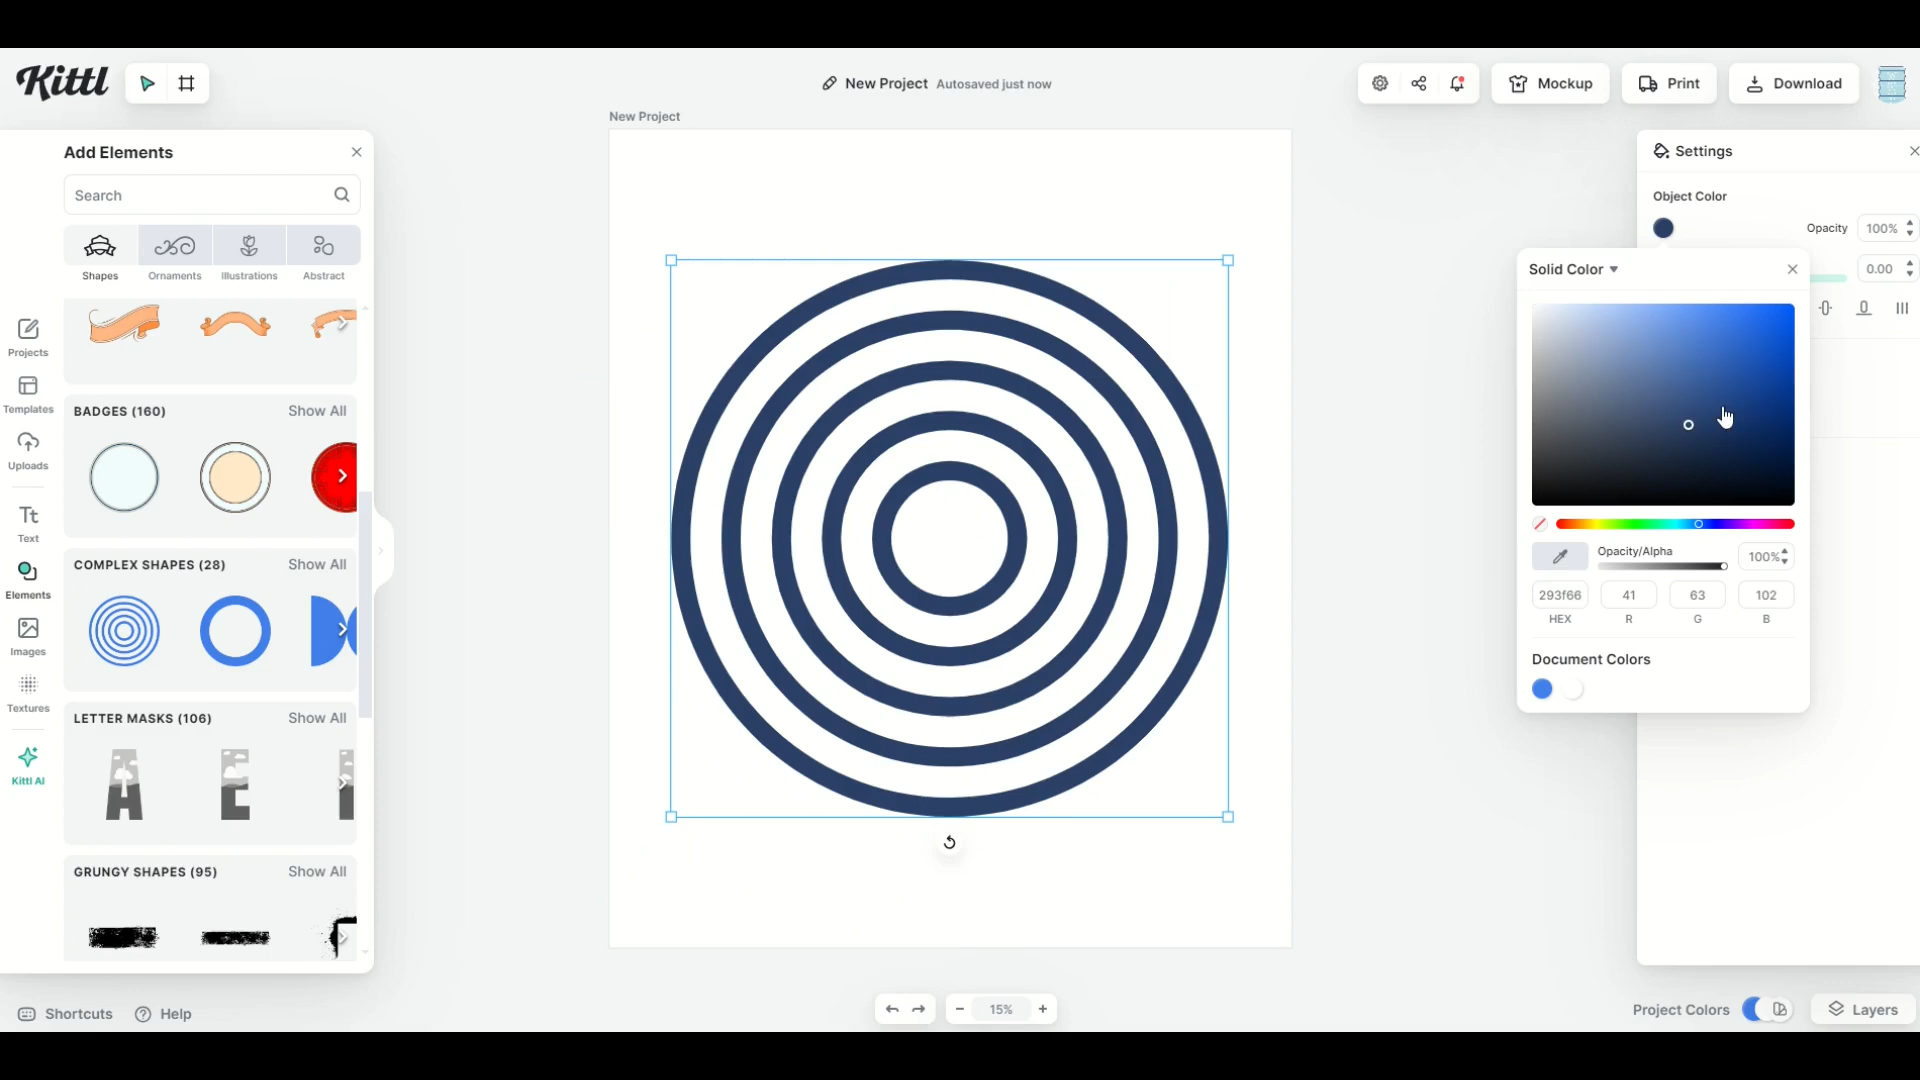 Kittl
New Project Autosaved just now
Mockup
Print
Download
New Project
Add Elements
Search
Shapes
Ornaments
Illustrations
Abstract
Projects
Templates
Uploads
Tt
Text
Elements
Images
Textures
Kittl AI
BADGES (160) Show All
COMPLEX SHAPES (28) Show All
LETTER MASKS (106) Show All
A E
GRUNGY SHAPES (95) Show All
Settings
Object Color
Opacity 100%
0.00
Solid Color
Opacity/Alpha
100%
293f66 41 63 102
HEX R G B
Document Colors
Shortcuts
Help
15%
Project Colors
Layers